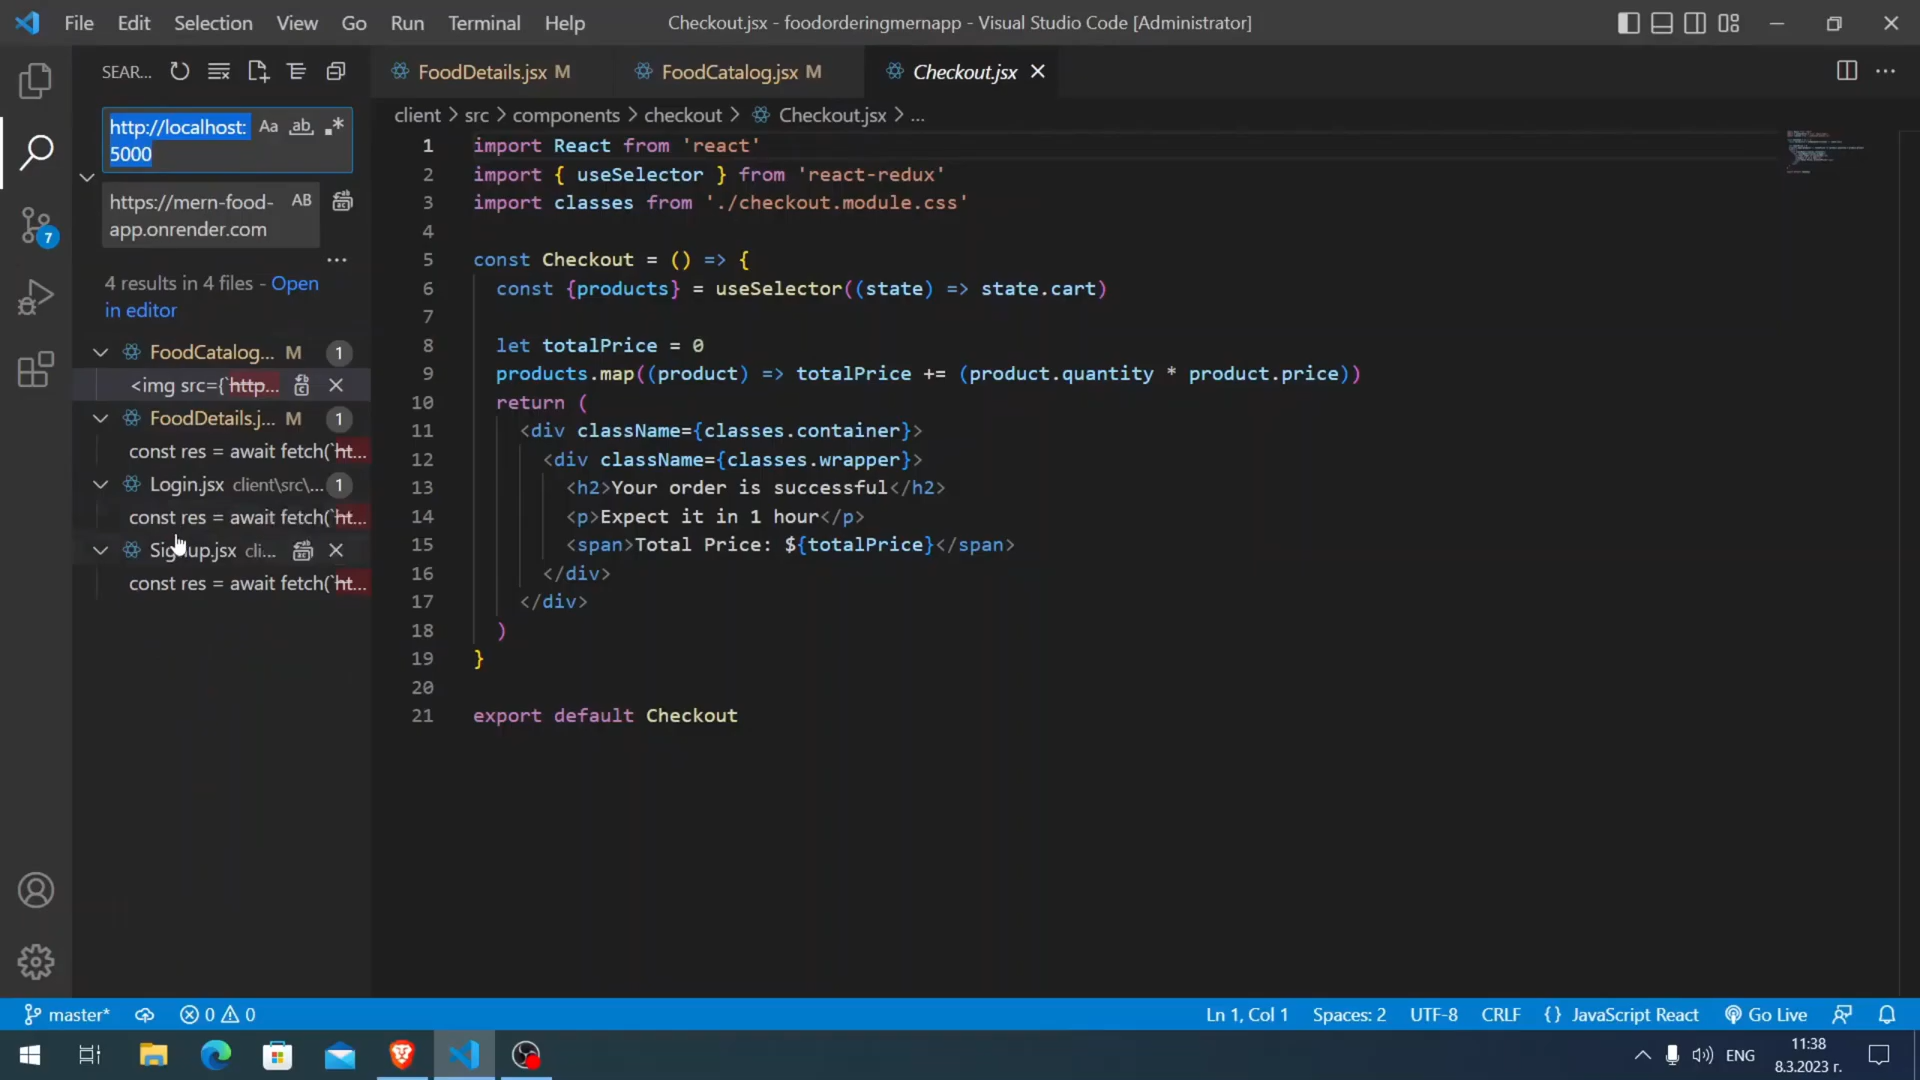 File Edit Selection View Go Run Terminal Help
Checkout.jsx - foodorderingmernapp - Visual Studio Code [Administrator]
SEAR...
http://localhost:
5000
Aa ab .*
https://mern-food-
app.onrender.com
AB
...
4 results in 4 files - Open
in editor
FoodCatalog... M 1
<img src={`http...
FoodDetails.j... M 1
const res = await fetch(`ht...
Login.jsx client\src\... 1
const res = await fetch(`ht...
cli...
const res = await fetch(`ht...
7
FoodDetails.jsx M
FoodCatalog.jsx M
Checkout.jsx
client > src > components > checkout > Checkout.jsx > ...
1 import React from 'react'
2 import { useSelector } from 'react-redux'
3 import classes from './checkout.module.css'
4
5 const Checkout = () => {
6 const {products} = useSelector((state) => state.cart)
7
8 let totalPrice = 0
9 products.map((product) => totalPrice += (product.quantity * product.price))
10 return (
11 <div className={classes.container}>
12 <div className={classes.wrapper}>
13 <h2>Your order is successful</h2>
14 <p>Expect it in 1 hour</p>
15 <span>Total Price: ${totalPrice}</span>
16 </div>
17 </div>
18 )
19 }
20
21 export default Checkout
master* 0 0
Ln 1, Col 1 Spaces: 2 UTF-8 CRLF {} JavaScript React Go Live
ENG
11:38
8.3.2023 г.